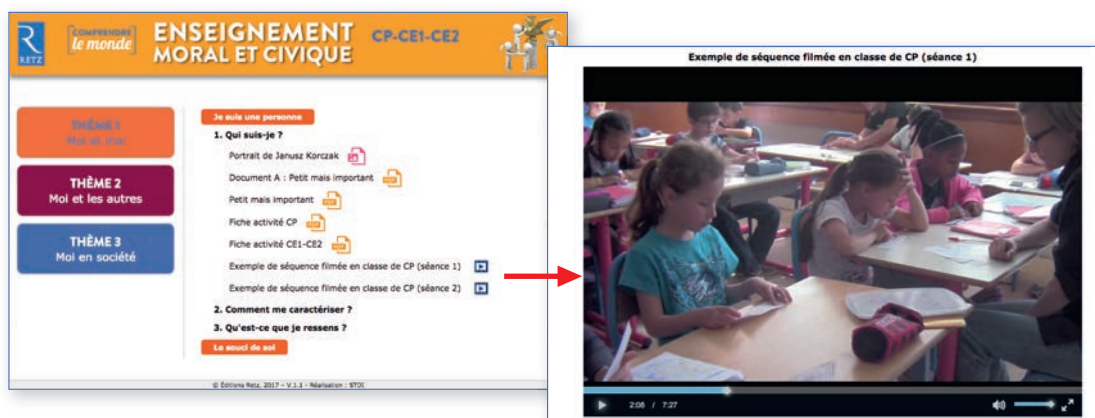 RETZ
COMPRENDRE
le monde
ENSEIGNEMENT
MORAL ET CIVIQUE
CP-CE1-CE2
THÈME 1
Moi et moi
THÈME 2
Moi et les autres
THÈME 3
Moi en société
Je suis une personne
1. Qui suis-je ?
Portrait de Janusz Korczak
Document A : Petit mais important
PDF
Petit mais important
PDF
Fiche activité CP
PDF
Fiche activité CE1-CE2
PDF
Exemple de séquence filmée en classe de CP (séance 1)
Exemple de séquence filmée en classe de CP (séance 2)
2. Comment me caractériser ?
3. Qu'est-ce que je ressens ?
Le souci de soi
© Éditions Retz, 2017 - V.1.1 - Réalisation : STDI
Exemple de séquence filmée en classe de CP (séance 1)
2:08 / 7:27